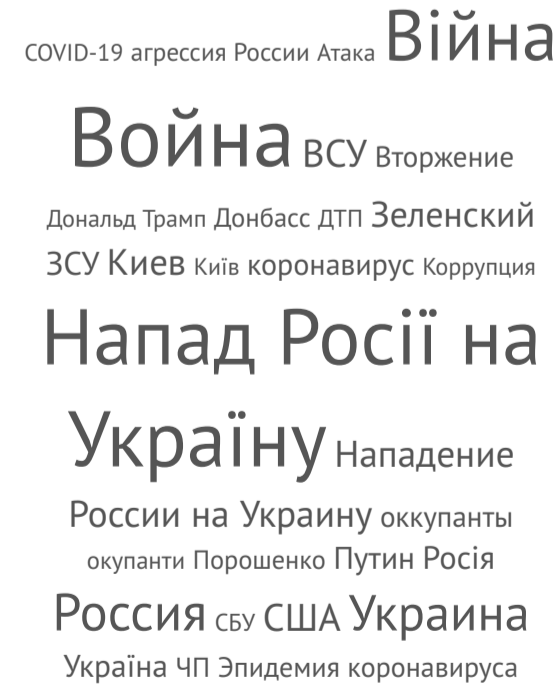 COVID-19 агрессия России Атака Війна
Война ВСУ Вторжение
Дональд Трамп Донбасс ДТП Зеленский
ЗСУ Киев Київ коронавирус Коррупция
Напад Росії на
Україну Нападение
России на Украину оккупанты
окупанти Порошенко Путин Росія
Россия СБУ США Украина
Україна ЧП Эпидемия коронавируса